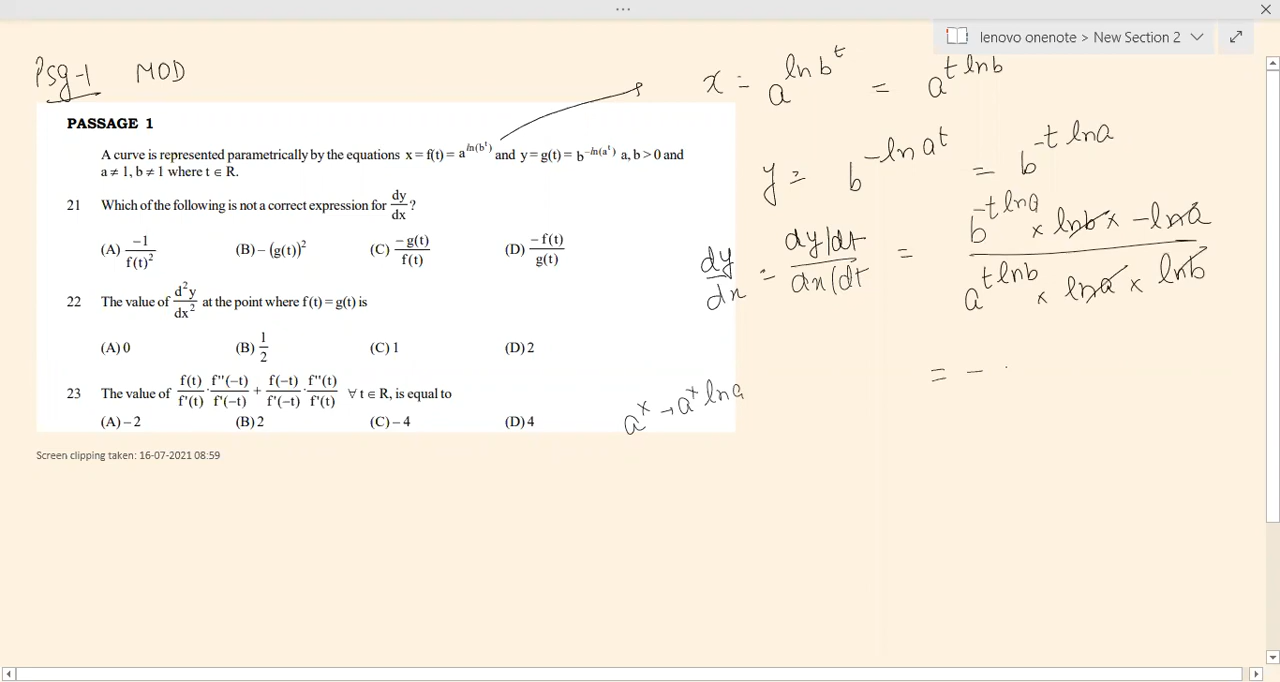 lenovo onenote > New Section 2
Psg-1 MOD
PASSAGE 1
A curve is represented parametrically by the equations x = f(t) = a^{ln(b^t)} and y = g(t) = b^{-ln(a^t)} a, b > 0 and
a ≠ 1, b ≠ 1 where t ∈ R.
21 Which of the following is not a correct expression for dy/dx?
(A) -1/f(t)^2 (B) -(g(t))^2 (C) -g(t)/f(t) (D) -f(t)/g(t)
22 The value of d^2y/dx^2 at the point where f(t) = g(t) is
(A) 0 (B) 1/2 (C) 1 (D) 2
23 The value of f(t)/f'(t) · f''(-t)/f'(-t) + f(-t)/f'(-t) · f''(t)/f'(t) ∀ t ∈ R, is equal to
(A) – 2 (B) 2 (C) – 4 (D) 4
Screen clipping taken: 16-07-2021 08:59
x = a^{ln b^t} = a^{t ln b}
y = b^{-ln a^t} = b^{-t ln a}
dy/dx = (dy/dt)/(dx/dt) = (b^{-t ln a} × ln b × -ln a)/(a^{t ln b} × ln a × ln b)
= -
a^x → a^x ln a